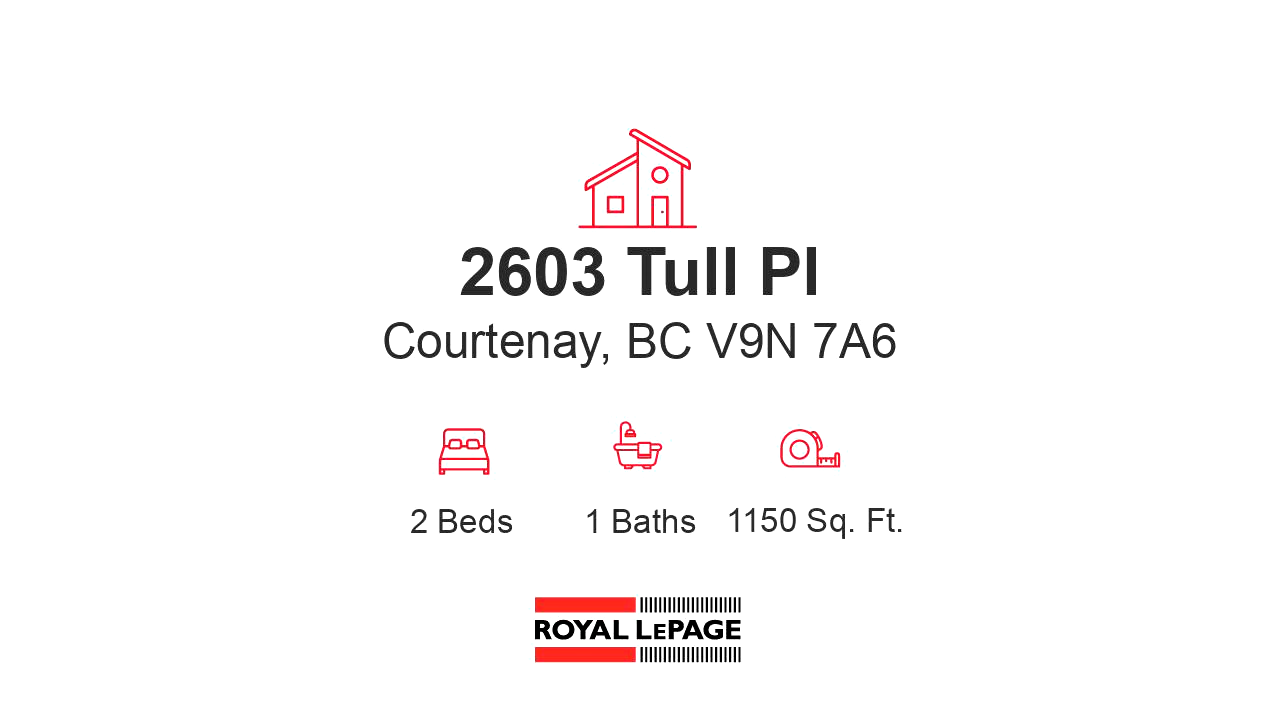 2603 Tull Pl
Courtenay, BC V9N 7A6
2 Beds 1 Baths 1150 Sq. Ft.
ROYAL LEPAGE